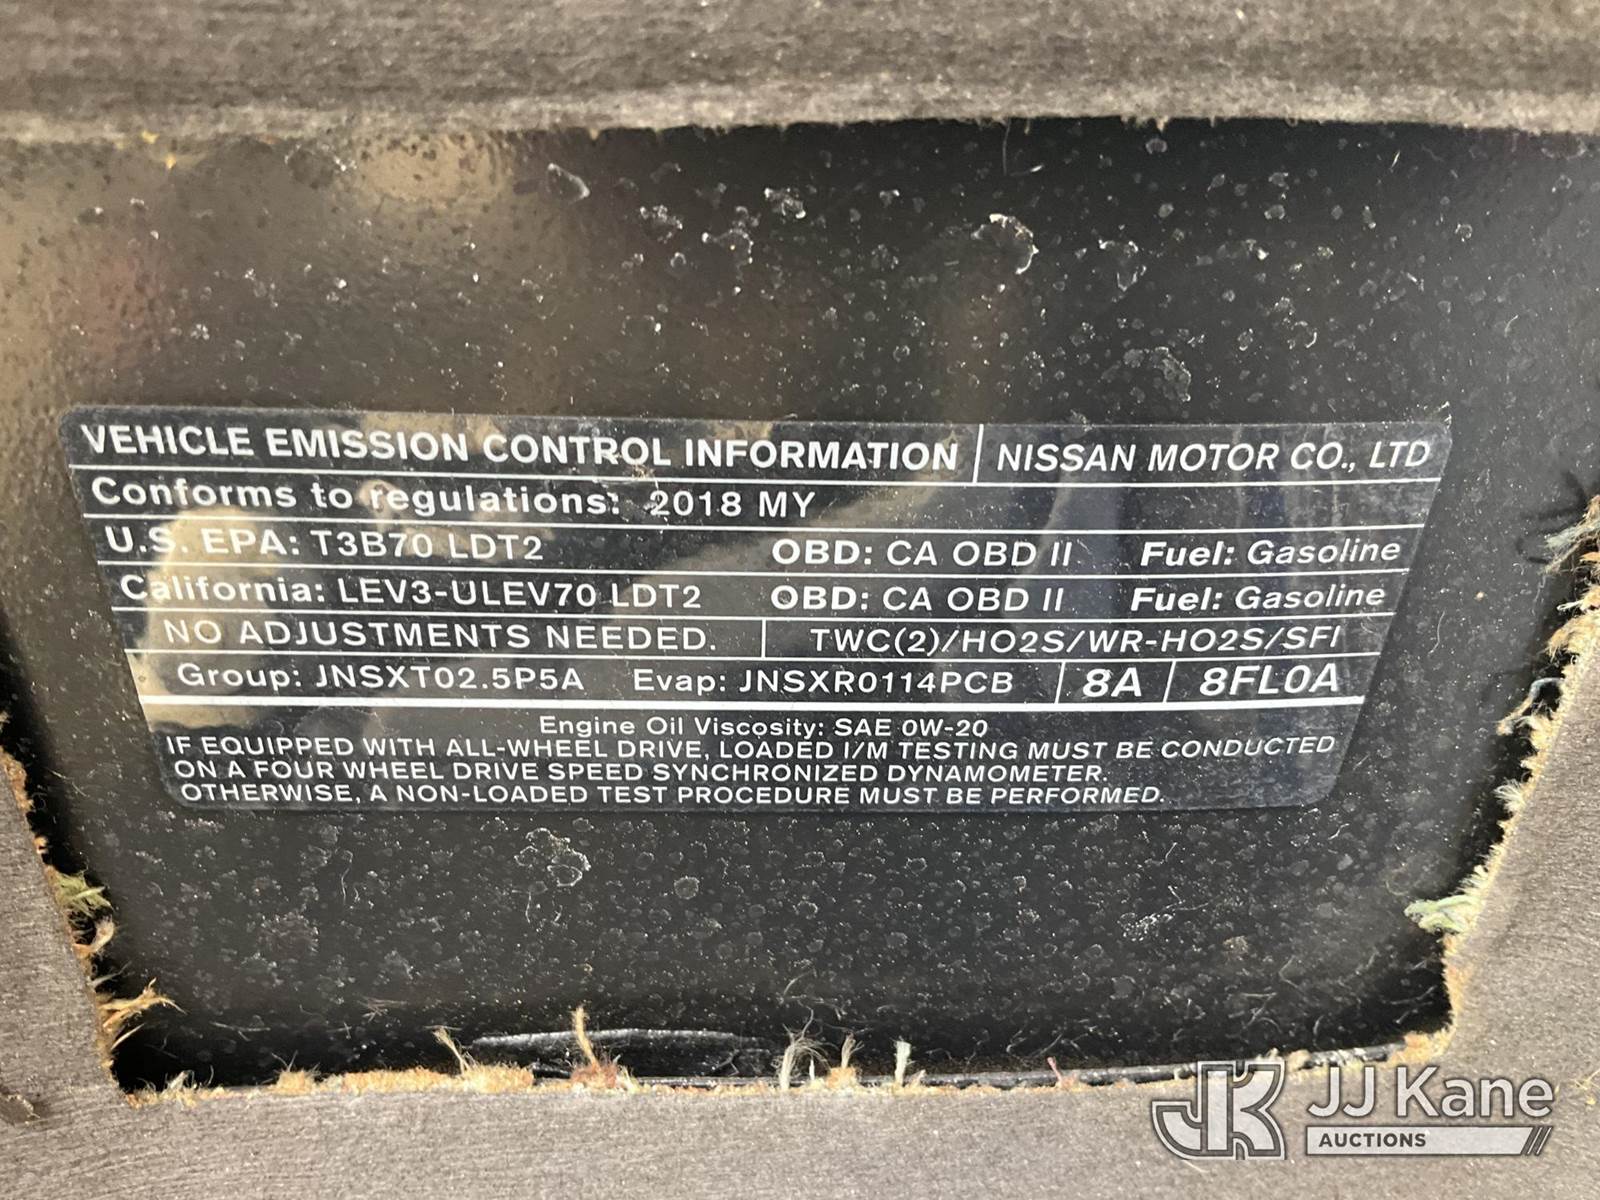 VEHICLE EMISSION CONTROL INFORMATION NISSAN MOTOR CO., LTD
Conforms to regulations: 2018 MY
U.S. EPA: T3B70 LDT2 OBD: CA OBD II Fuel: Gasoline
California: LEV3-ULEV70 LDT2 OBD: CA OBD II Fuel: Gasoline
NO ADJUSTMENTS NEEDED. TWC(2)/HO2S/WR-HO2S/SFI
Group: JNSXT02.5P5A Evap: JNSXR0114PCB 8A 8FL0A
Engine Oil Viscosity: SAE 0W-20
IF EQUIPPED WITH ALL-WHEEL DRIVE, LOADED I/M TESTING MUST BE CONDUCTED
ON A FOUR WHEEL DRIVE SPEED SYNCHRONIZED DYNAMOMETER.
OTHERWISE, A NON-LOADED TEST PROCEDURE MUST BE PERFORMED.
JK JJ Kane
AUCTIONS